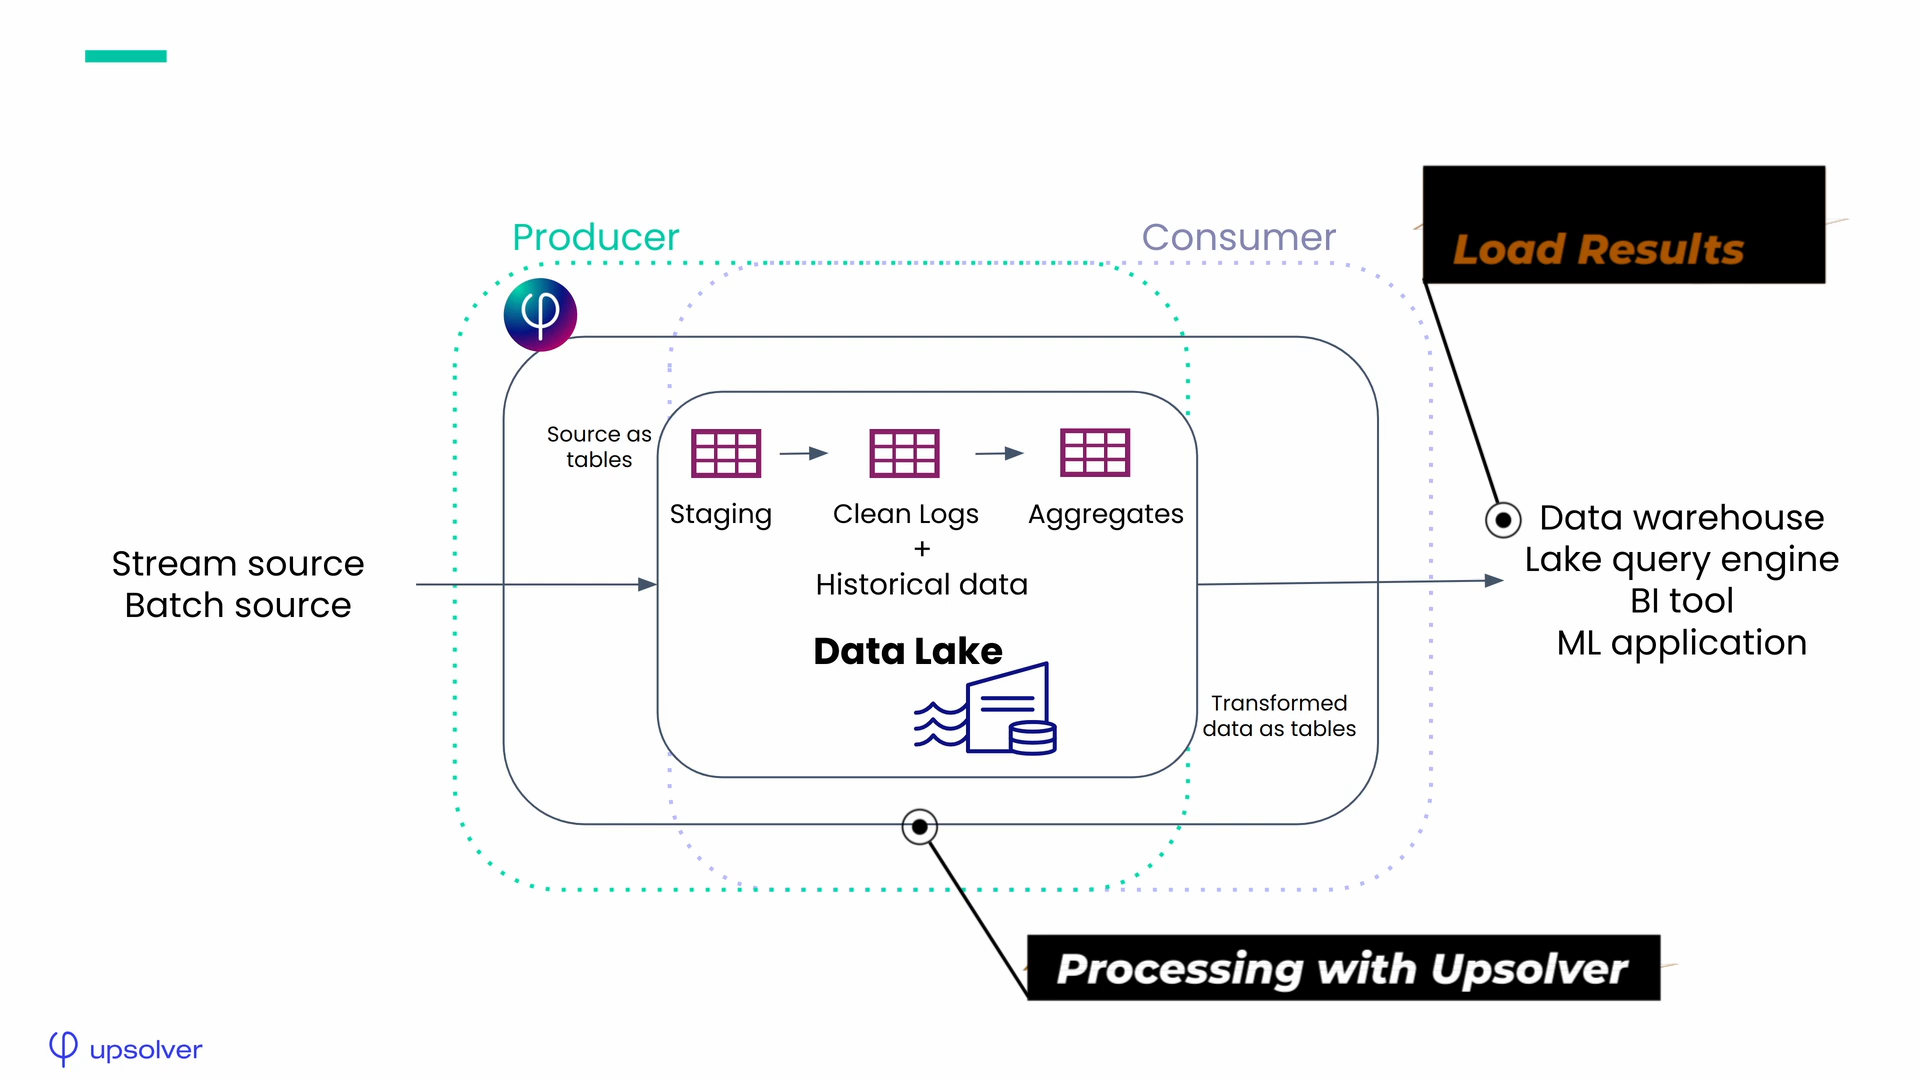 Load Results
Producer
Consumer
Source as
tables
Staging
Clean Logs
+
Historical data
Aggregates
Data Lake
Stream source
Batch source
Data warehouse
Lake query engine
BI tool
ML application
Transformed
data as tables
Processing with Upsolver
upsolver